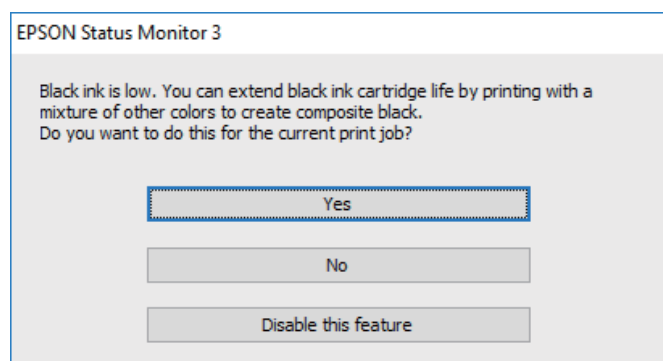 EPSON Status Monitor 3
Black ink is low. You can extend black ink cartridge life by printing with a
mixture of other colors to create composite black.
Do you want to do this for the current print job?
Yes
No
Disable this feature